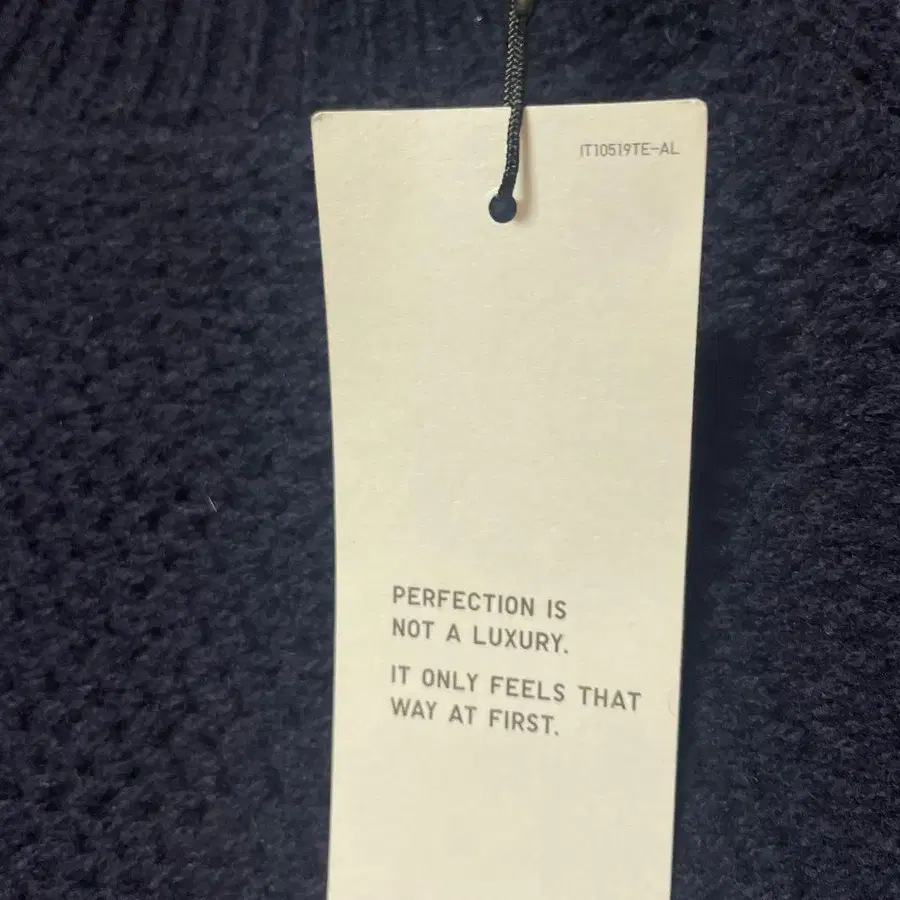 IT10519TE-AL
PERFECTION IS
NOT A LUXURY.
IT ONLY FEELS THAT
WAY AT FIRST.